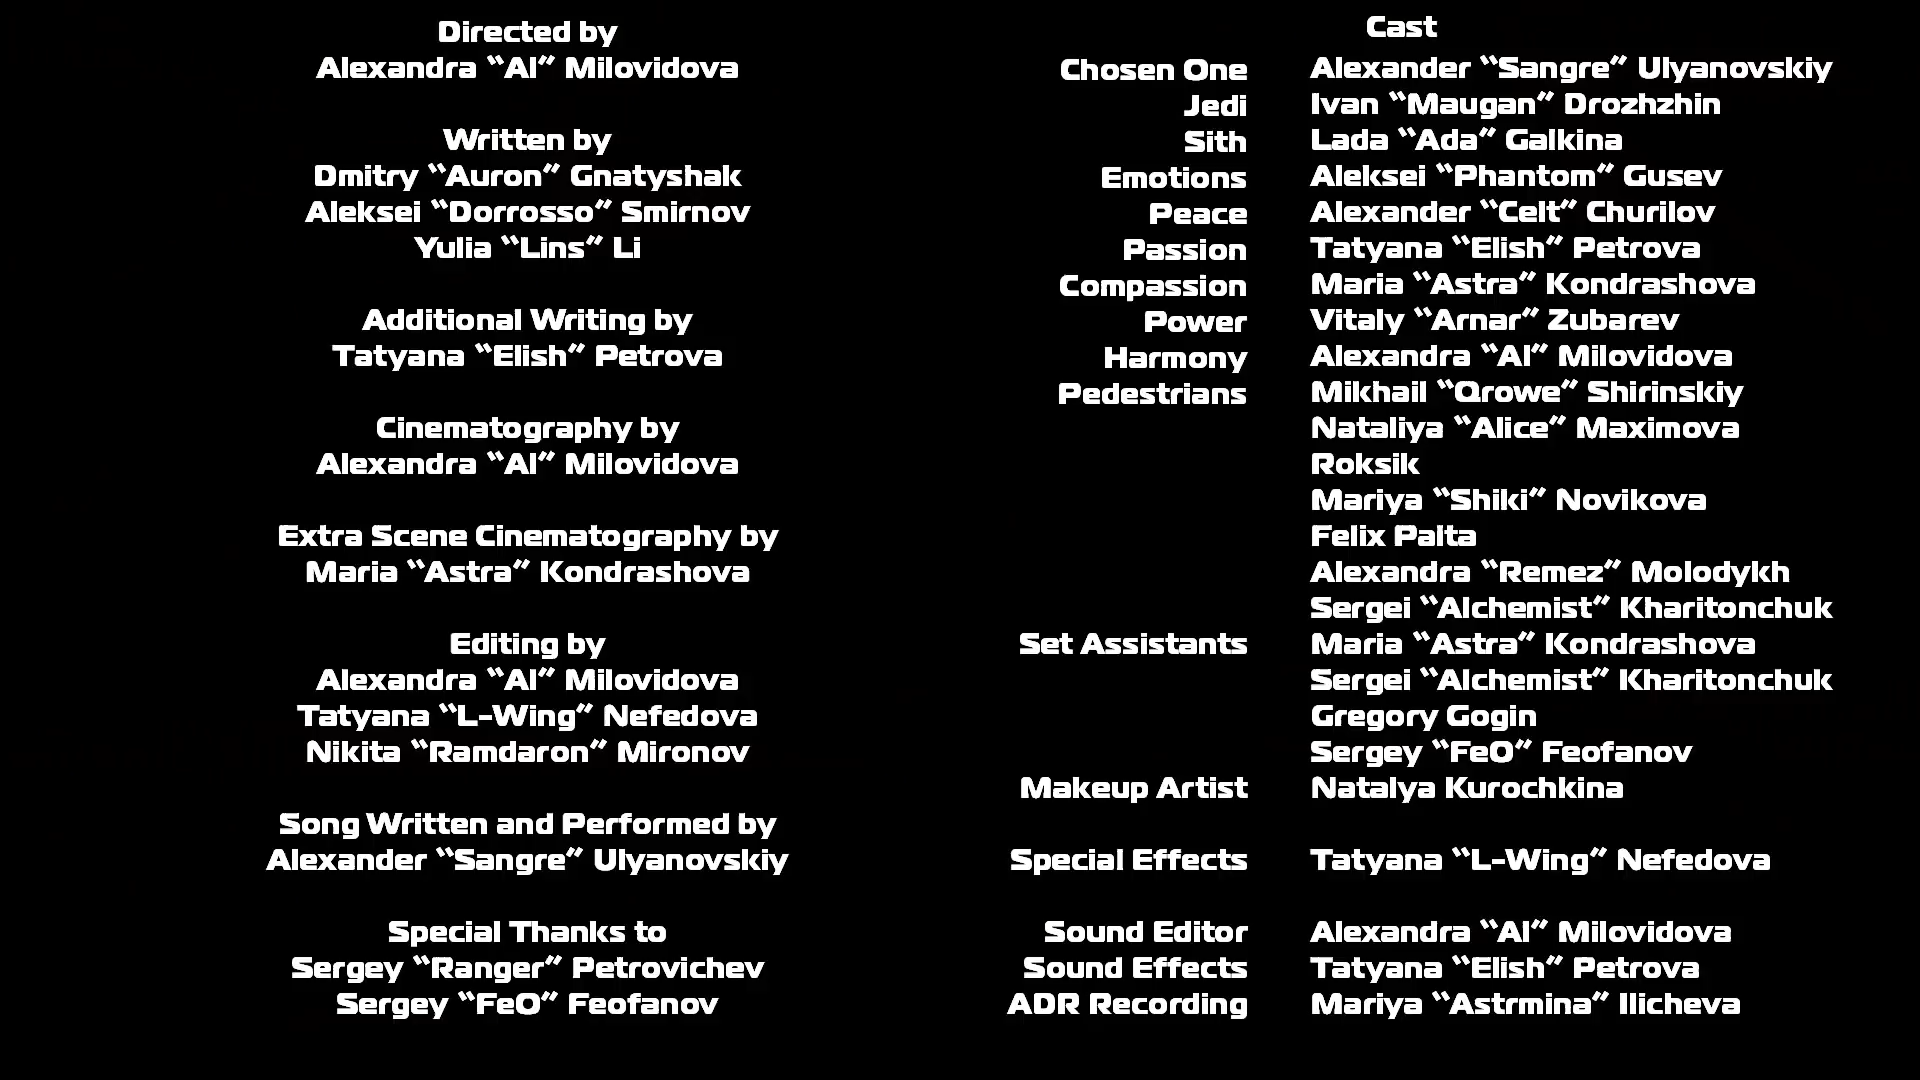 Directed by
Alexandra “Al” Milovidova
Written by
Dmitry “Auron” Gnatyshak
Aleksei “Dorrosso” Smirnov
Yulia “Lins” Li
Additional Writing by
Tatyana “Elish” Petrova
Cinematography by
Alexandra “Al” Milovidova
Extra Scene Cinematography by
Maria “Astra” Kondrashova
Editing by
Alexandra “Al” Milovidova
Tatyana “L-Wing” Nefedova
Nikita “Ramdaron” Mironov
Song Written and Performed by
Alexander “Sangre” Ulyanovskiy
Special Thanks to
Sergey “Ranger” Petrovichev
Sergey “FeO” Feofanov
Cast
Chosen One Alexander “Sangre” Ulyanovskiy
Jedi Ivan “Maugan” Drozhzhin
Sith Lada “Ada” Galkina
Emotions Aleksei “Phantom” Gusev
Peace Alexander “Celt” Churilov
Passion Tatyana “Elish” Petrova
Compassion Maria “Astra” Kondrashova
Power Vitaly “Arnar” Zubarev
Harmony Alexandra “Al” Milovidova
Pedestrians Mikhail “Qrowe” Shirinskiy
Nataliya “Alice” Maximova
Roksik
Mariya “Shiki” Novikova
Felix Palta
Alexandra “Remez” Molodykh
Sergei “Alchemist” Kharitonchuk
Set Assistants Maria “Astra” Kondrashova
Sergei “Alchemist” Kharitonchuk
Gregory Gogin
Sergey “FeO” Feofanov
Makeup Artist Natalya Kurochkina
Special Effects Tatyana “L-Wing” Nefedova
Sound Editor Alexandra “Al” Milovidova
Sound Effects Tatyana “Elish” Petrova
ADR Recording Mariya “Astrmina” Ilicheva